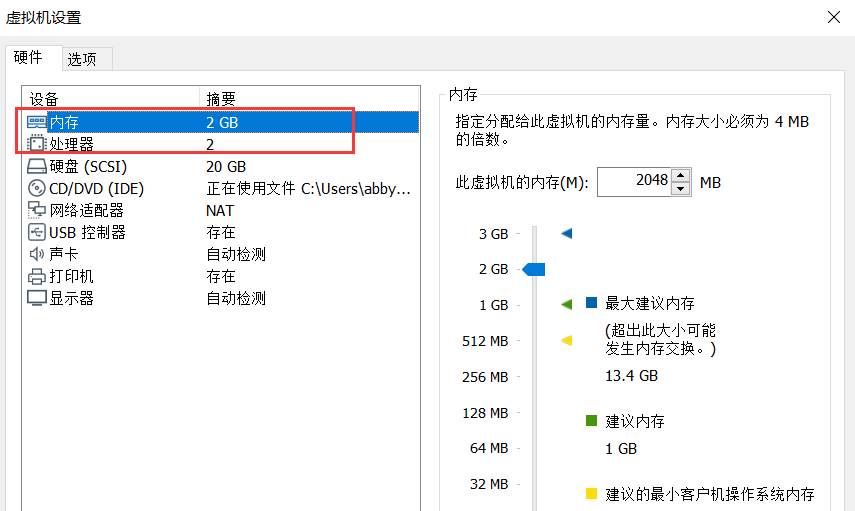 虚拟机设置
硬件 选项
设备 摘要
内存 2 GB
处理器 2
硬盘 (SCSI) 20 GB
CD/DVD (IDE) 正在使用文件 C:\Users\abby...
网络适配器 NAT
USB 控制器 存在
声卡 自动检测
打印机 存在
显示器 自动检测
内存
指定分配给此虚拟机的内存量。内存大小必须为 4 MB
的倍数。
此虚拟机的内存(M): 2048 MB
3 GB
2 GB
1 GB
512 MB
256 MB
128 MB
64 MB
32 MB
最大建议内存
(超出此大小可能
发生内存交换。)
13.4 GB
建议内存
1 GB
建议的最小客户机操作系统内存